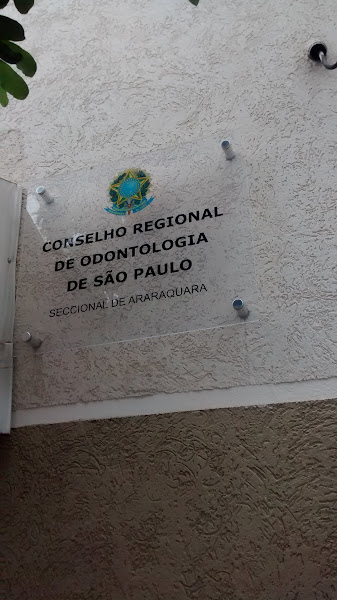 CONSELHO REGIONAL
DE ODONTOLOGIA
DE SÃO PAULO
SECCIONAL DE ARARAQUARA